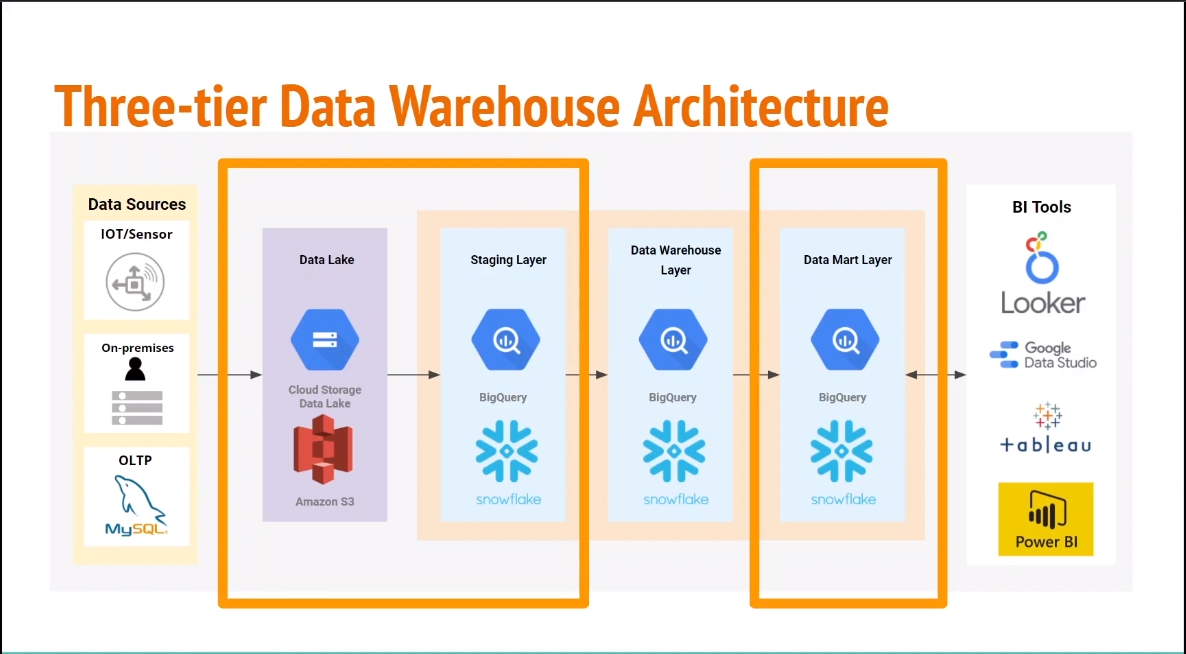 Three-tier Data Warehouse Architecture
Data Sources
IOT/Sensor
On-premises
OLTP
MySQL
Data Lake
Cloud Storage
Data Lake
Amazon S3
Staging Layer
BigQuery
snowflake
Data Warehouse
Layer
BigQuery
snowflake
Data Mart Layer
BigQuery
snowflake
BI Tools
Looker
Google
Data Studio
+ableau
Power BI